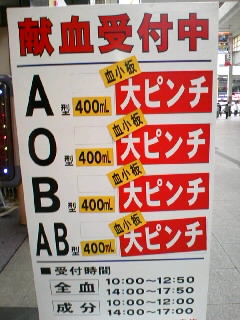 献血受付中
A型 400mL 血小板 大ピンチ
O型 400mL 血小板 大ピンチ
B型 400mL 血小板 大ピンチ
AB型 400mL 血小板 大ピンチ
■受付時間
全血 10:00～12:50
14:00～17:50
成分 10:00～12:00
14:00～17:00